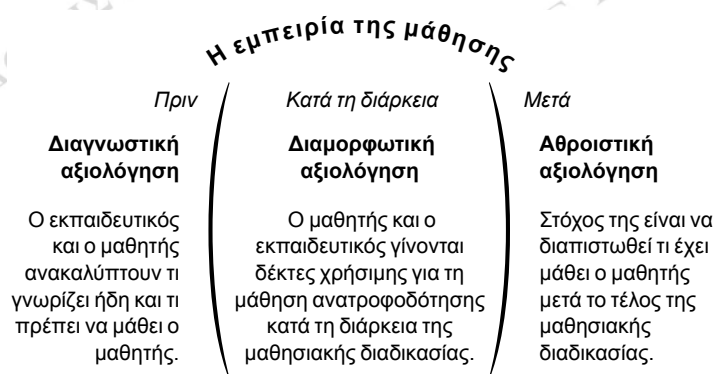 Η εμπειρία της μάθησης
Πριν
Διαγνωστική
αξιολόγηση
Ο εκπαιδευτικός
και ο μαθητής
ανακαλύπτουν τι
γνωρίζει ήδη και τι
πρέπει να μάθει ο
μαθητής.
Κατά τη διάρκεια
Διαμορφωτική
αξιολόγηση
Ο μαθητής και ο
εκπαιδευτικός γίνονται
δέκτες χρήσιμης για τη
μάθηση ανατροφοδότησης
κατά τη διάρκεια της
μαθησιακής διαδικασίας.
Μετά
Αθροιστική
αξιολόγηση
Στόχος της είναι να
διαπιστωθεί τι έχει
μάθει ο μαθητής
μετά το τέλος της
μαθησιακής
διαδικασίας.